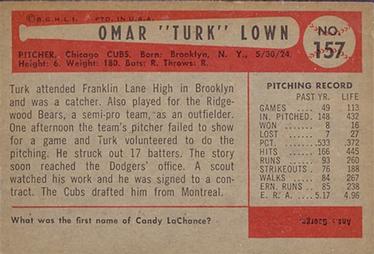 © B.G.H.L.I. PTD. IN U.S.A.
OMAR "TURK" LOWN
NO.
157
PITCHER, Chicago CUBS. Born: Brooklyn, N. Y., 5/30/24.
Height: 6. Weight: 180. Bats: R. Throws: R.
Turk attended Franklin Lane High in Brooklyn
and was a catcher. Also played for the Ridge-
wood Bears, a semi-pro team, as an outfielder.
One afternoon the team's pitcher failed to show
for a game and Turk volunteered to do the
pitching. He struck out 17 batters. The story
soon reached the Dodgers' office. A scout
watched his work and he was signed to a con-
tract. The Cubs drafted him from Montreal.
What was the first name of Candy LaChance?
PITCHING RECORD
PAST YR. LIFE
GAMES 49 113
IN. PITCHED 148 432
WON 8 16
LOST 7 27
PCT. .533 .372
HITS 166 445
RUNS 93 260
STRIKEOUTS 76 188
WALKS 84 267
ERN. RUNS 85 238
E. R. A. 5.17 4.96
Ans: George